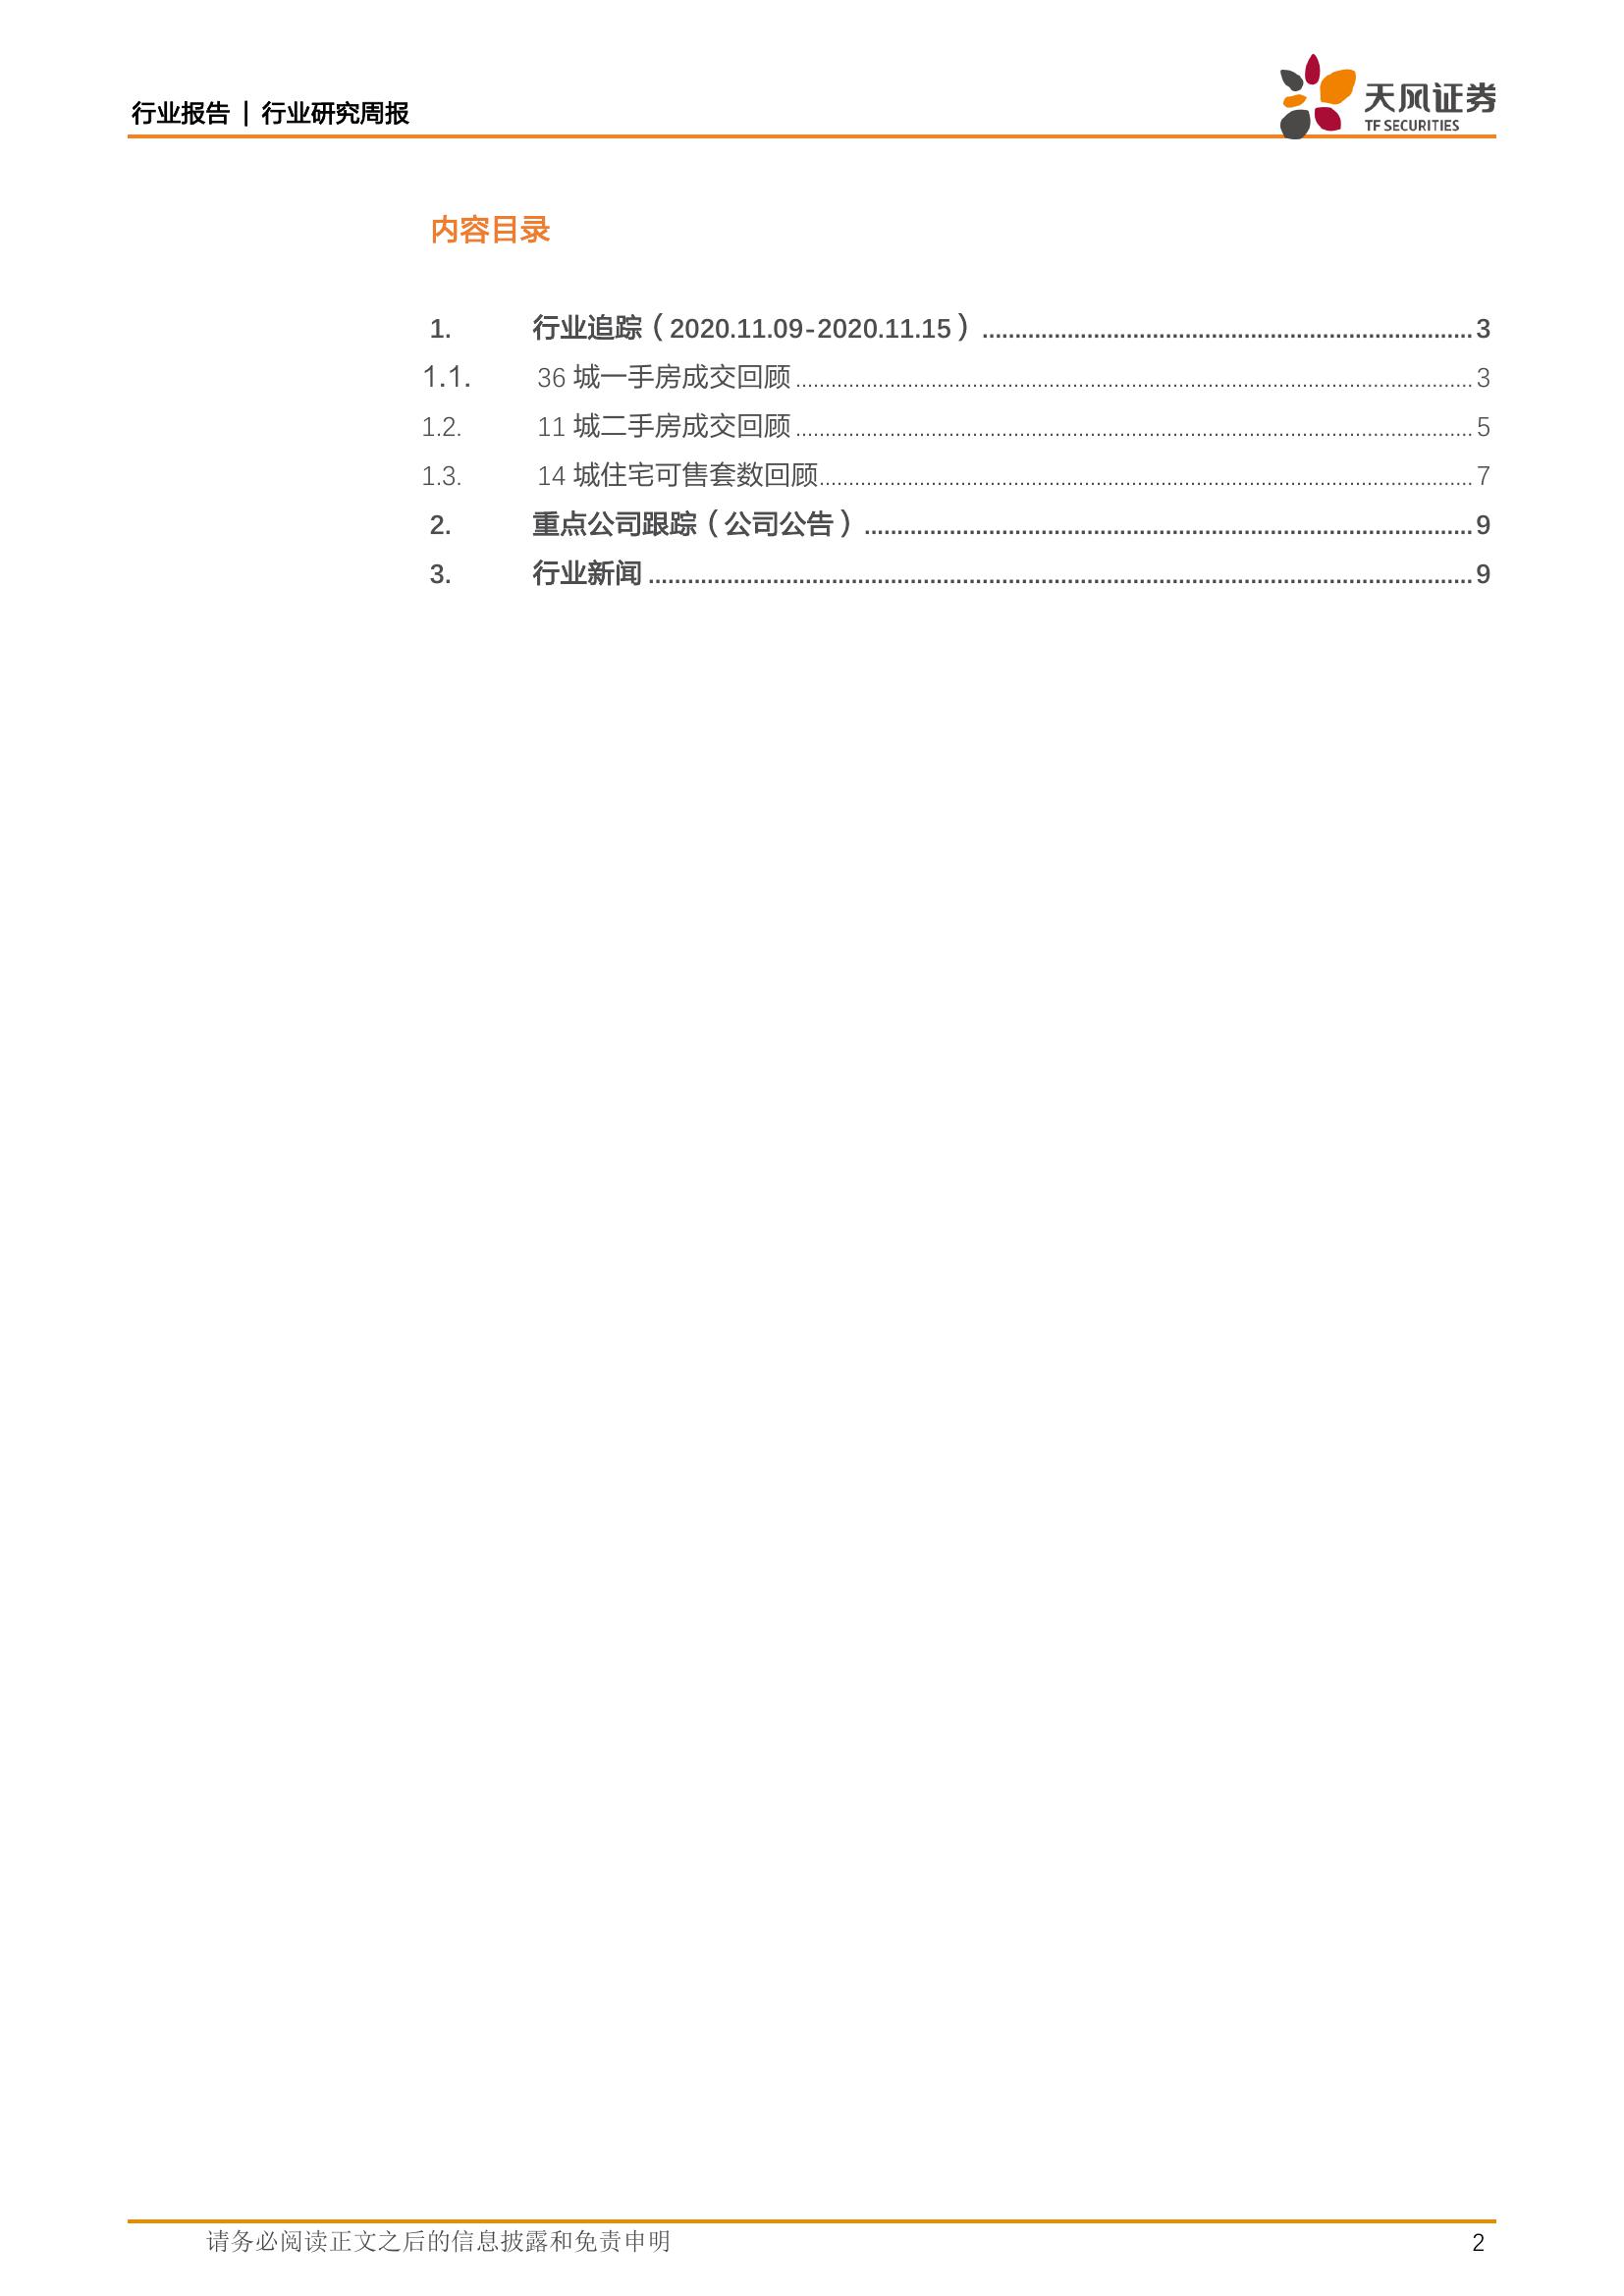 行业报告 | 行业研究周报
天风证券
TF SECURITIES
内容目录
1. 行业追踪（2020.11.09-2020.11.15） 3
1.1. 36 城一手房成交回顾 3
1.2. 11 城二手房成交回顾 5
1.3. 14 城住宅可售套数回顾 7
2. 重点公司跟踪（公司公告） 9
3. 行业新闻 9
请务必阅读正文之后的信息披露和免责申明 2